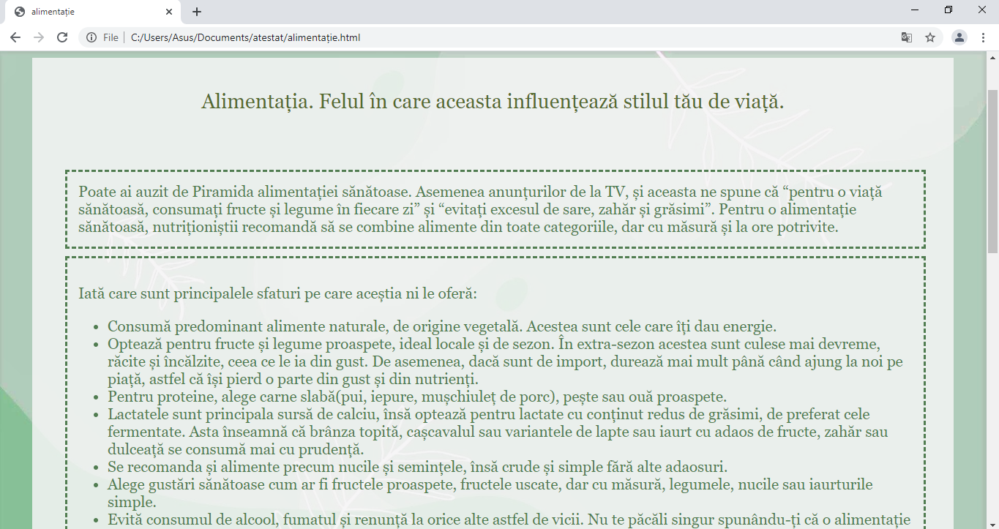 alimentație
File
C:/Users/Asus/Documents/atestat/alimentație.html
Alimentația. Felul în care aceasta influențează stilul tău de viață.
Poate ai auzit de Piramida alimentației sănătoase. Asemenea anunțurilor de la TV, și aceasta ne spune că “pentru o viață
sănătoasă, consumați fructe și legume în fiecare zi” și “evitați excesul de sare, zahăr și grăsimi”. Pentru o alimentație
sănătoasă, nutriționiștii recomandă să se combine alimente din toate categoriile, dar cu măsură și la ore potrivite.
Iată care sunt principalele sfaturi pe care aceștia ni le oferă:
• Consumă predominant alimente naturale, de origine vegetală. Acestea sunt cele care îți dau energie.
• Optează pentru fructe și legume proaspete, ideal locale și de sezon. În extra-sezon acestea sunt culese mai devreme,
răcite și încălzite, ceea ce le ia din gust. De asemenea, dacă sunt de import, durează mai mult până când ajung la noi pe
piață, astfel că își pierd o parte din gust și din nutrienți.
• Pentru proteine, alege carne slabă(pui, iepure, mușchiuleț de porc), pește sau ouă proaspete.
• Lactatele sunt principala sursă de calciu, însă optează pentru lactate cu conținut redus de grăsimi, de preferat cele
fermentate. Asta înseamnă că brânza topită, cașcavalul sau variantele de lapte sau iaurt cu adaos de fructe, zahăr sau
dulceață se consumă mai cu prudență.
• Se recomanda și alimente precum nucile și semințele, însă crude și simple fără alte adaosuri.
• Alege gustări sănătoase cum ar fi fructele proaspete, fructele uscate, dar cu măsură, legumele, nucile sau iaurturile
simple.
• Evită consumul de alcool, fumatul și renunță la orice alte astfel de vicii. Nu te păcăli singur spunându-ți că o alimentație